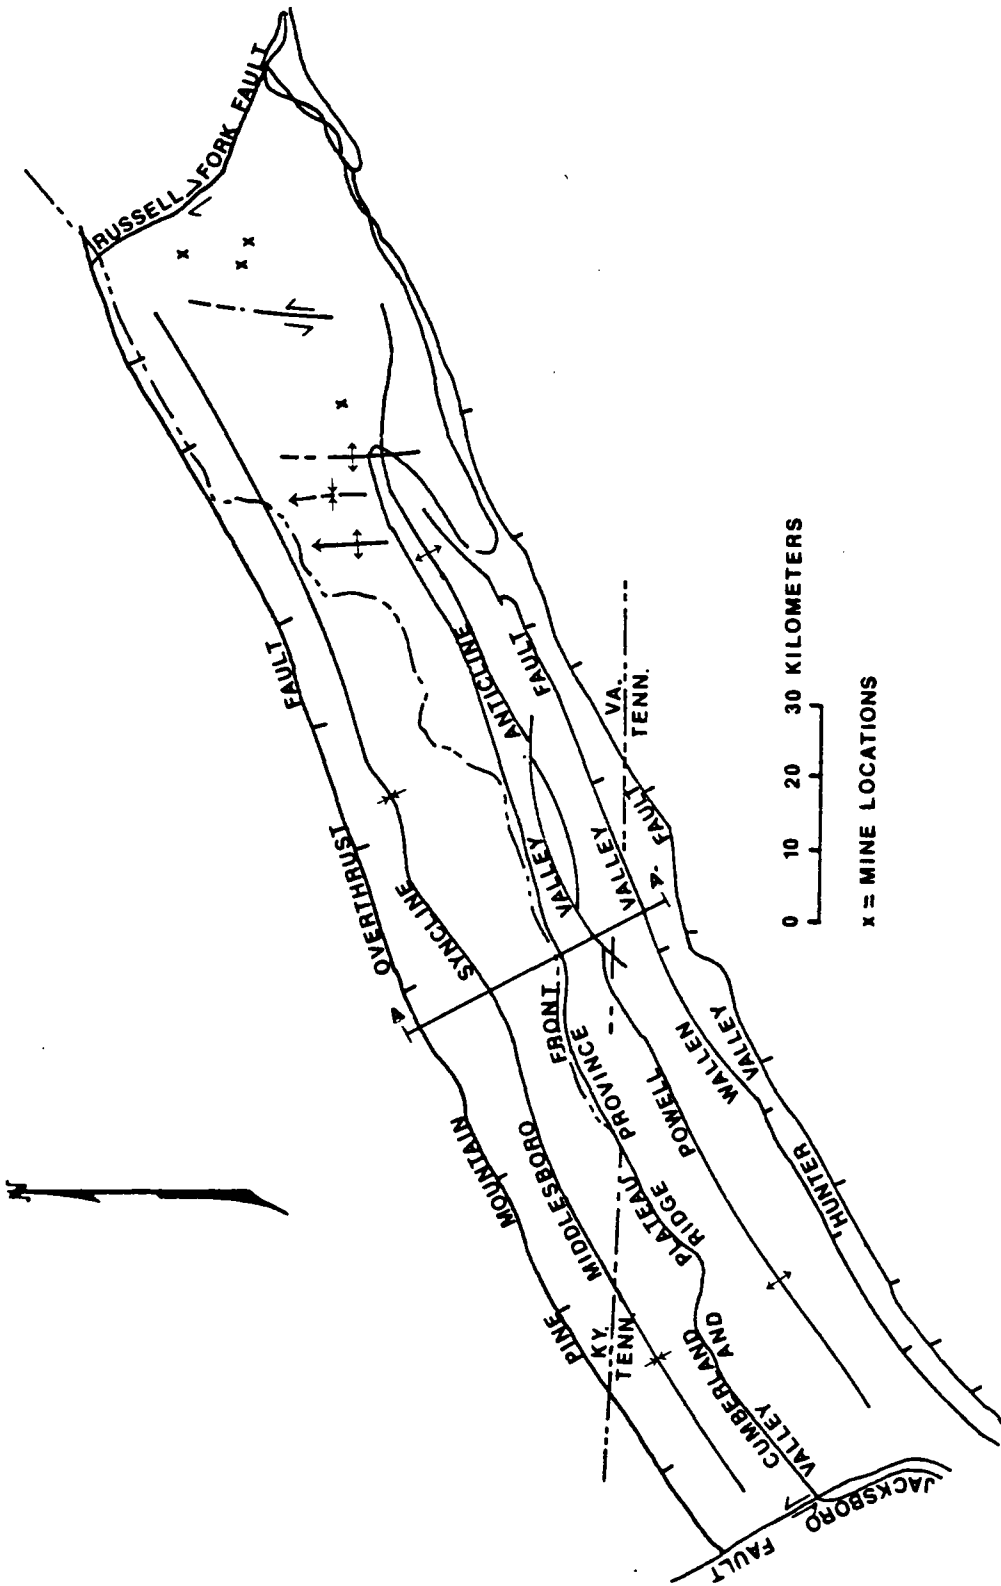 N
RUSSELL FORK FAULT
PINE MOUNTAIN OVERTHRUST FAULT
MIDDLESBORO SYNCLINE
CUMBERLAND PLATEAU FRONT
VALLEY AND RIDGE PROVINCE
POWELL VALLEY ANTICLINE
WALLEN VALLEY FAULT
HUNTER VALLEY FAULT
JACKSBORO FAULT
KY.
TENN.
VA.
TENN.
A
A'
0 10 20 30 KILOMETERS
x = MINE LOCATIONS
x
x
x
x